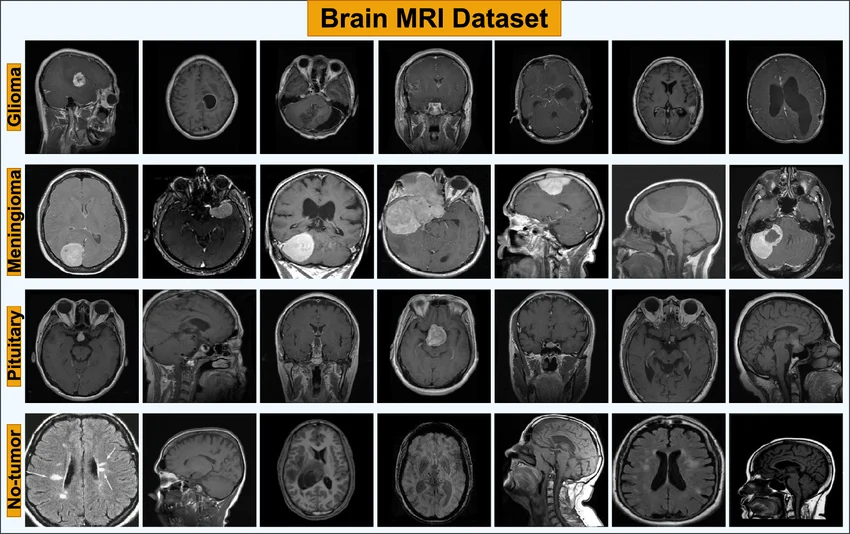 Brain MRI Dataset
Glioma
Meningioma
Pituitary
No-tumor